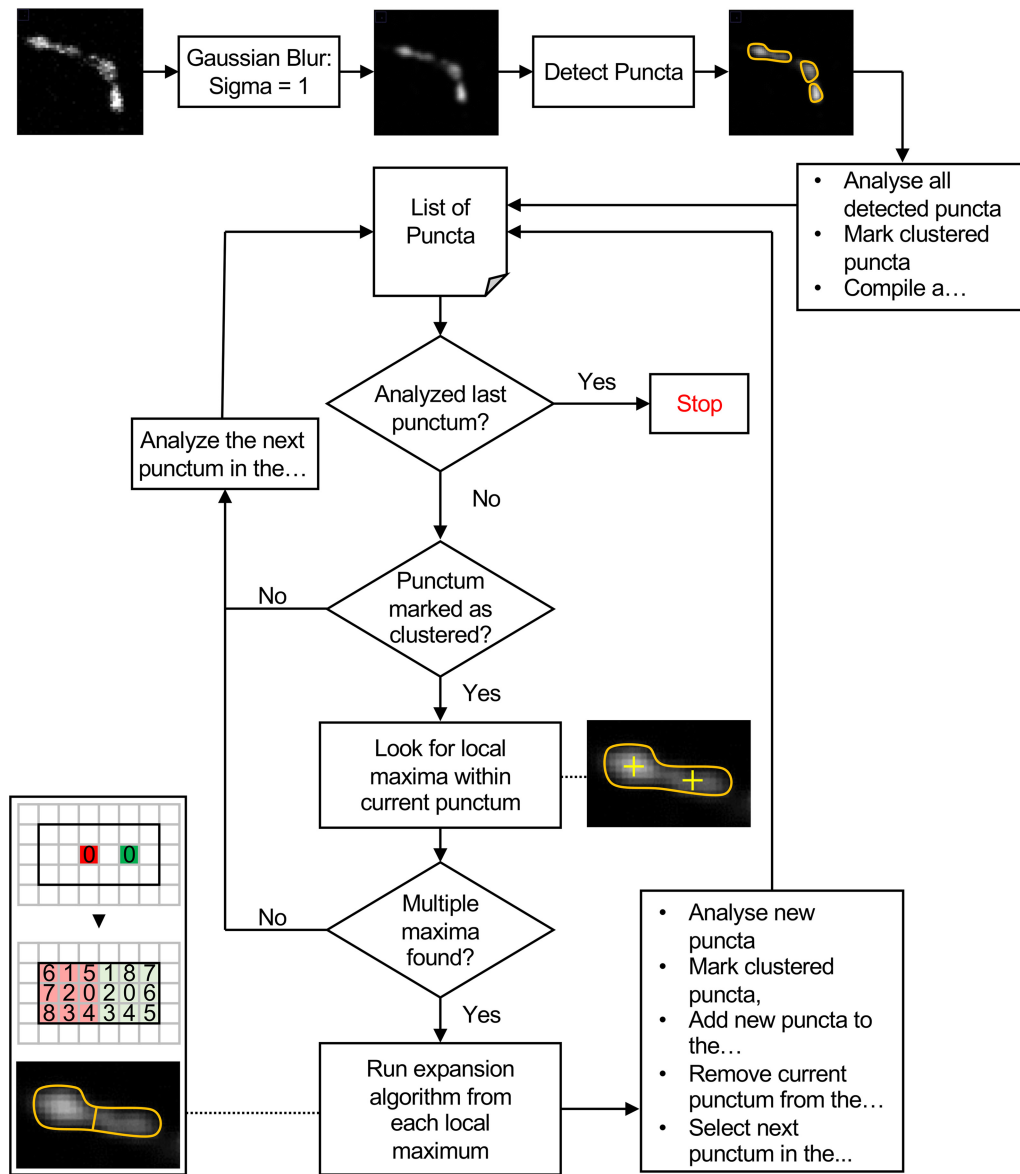 Gaussian Blur:
Sigma = 1
Detect Puncta
• Analyse all
detected puncta
• Mark clustered
puncta
• Compile a…
List of
Puncta
Analyzed last
punctum?
Yes
Stop
Analyze the next
punctum in the…
No
Punctum
marked as
clustered?
No
Yes
Look for local
maxima within
current punctum
0 0
Multiple
maxima
found?
No
6 1 5 1 8 7
7 2 0 2 0 6
8 3 4 3 4 5
Yes
Run expansion
algorithm from
each local
maximum
• Analyse new
puncta
• Mark clustered
puncta,
• Add new puncta to
the…
• Remove current
punctum from the…
• Select next
punctum in the...